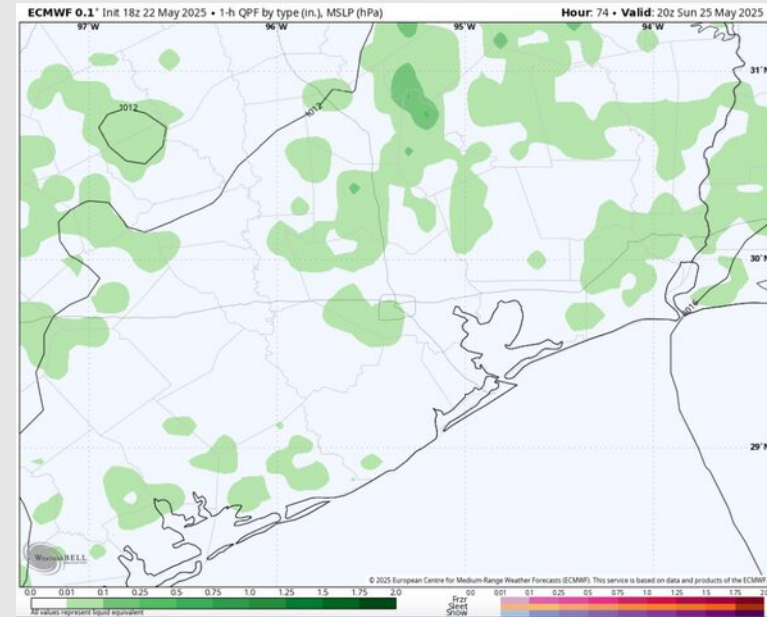 ECMWF 0.1° Init 18z 22 May 2025 • 1-h QPF by type (in.), MSLP (hPa) Hour: 74 • Valid: 20z Sun 25 May 2025
97°W 96°W 95°W 94°W
31°N
1012 1012
30°N
29°N
WeatherBELL
© 2025 European Centre for Medium-Range Weather Forecasts (ECMWF). This service is based on data and products of the ECMWF
0.0 0.01 0.1 0.25 0.5 0.75 1.0 1.25 1.5 1.75 2.0 0.0 0.01 0.1 0.25 0.5 0.75 1.0 1.25 1.5 1.75 2.0
All values represent liquid equivalent
Frzr
Sleet
Snow